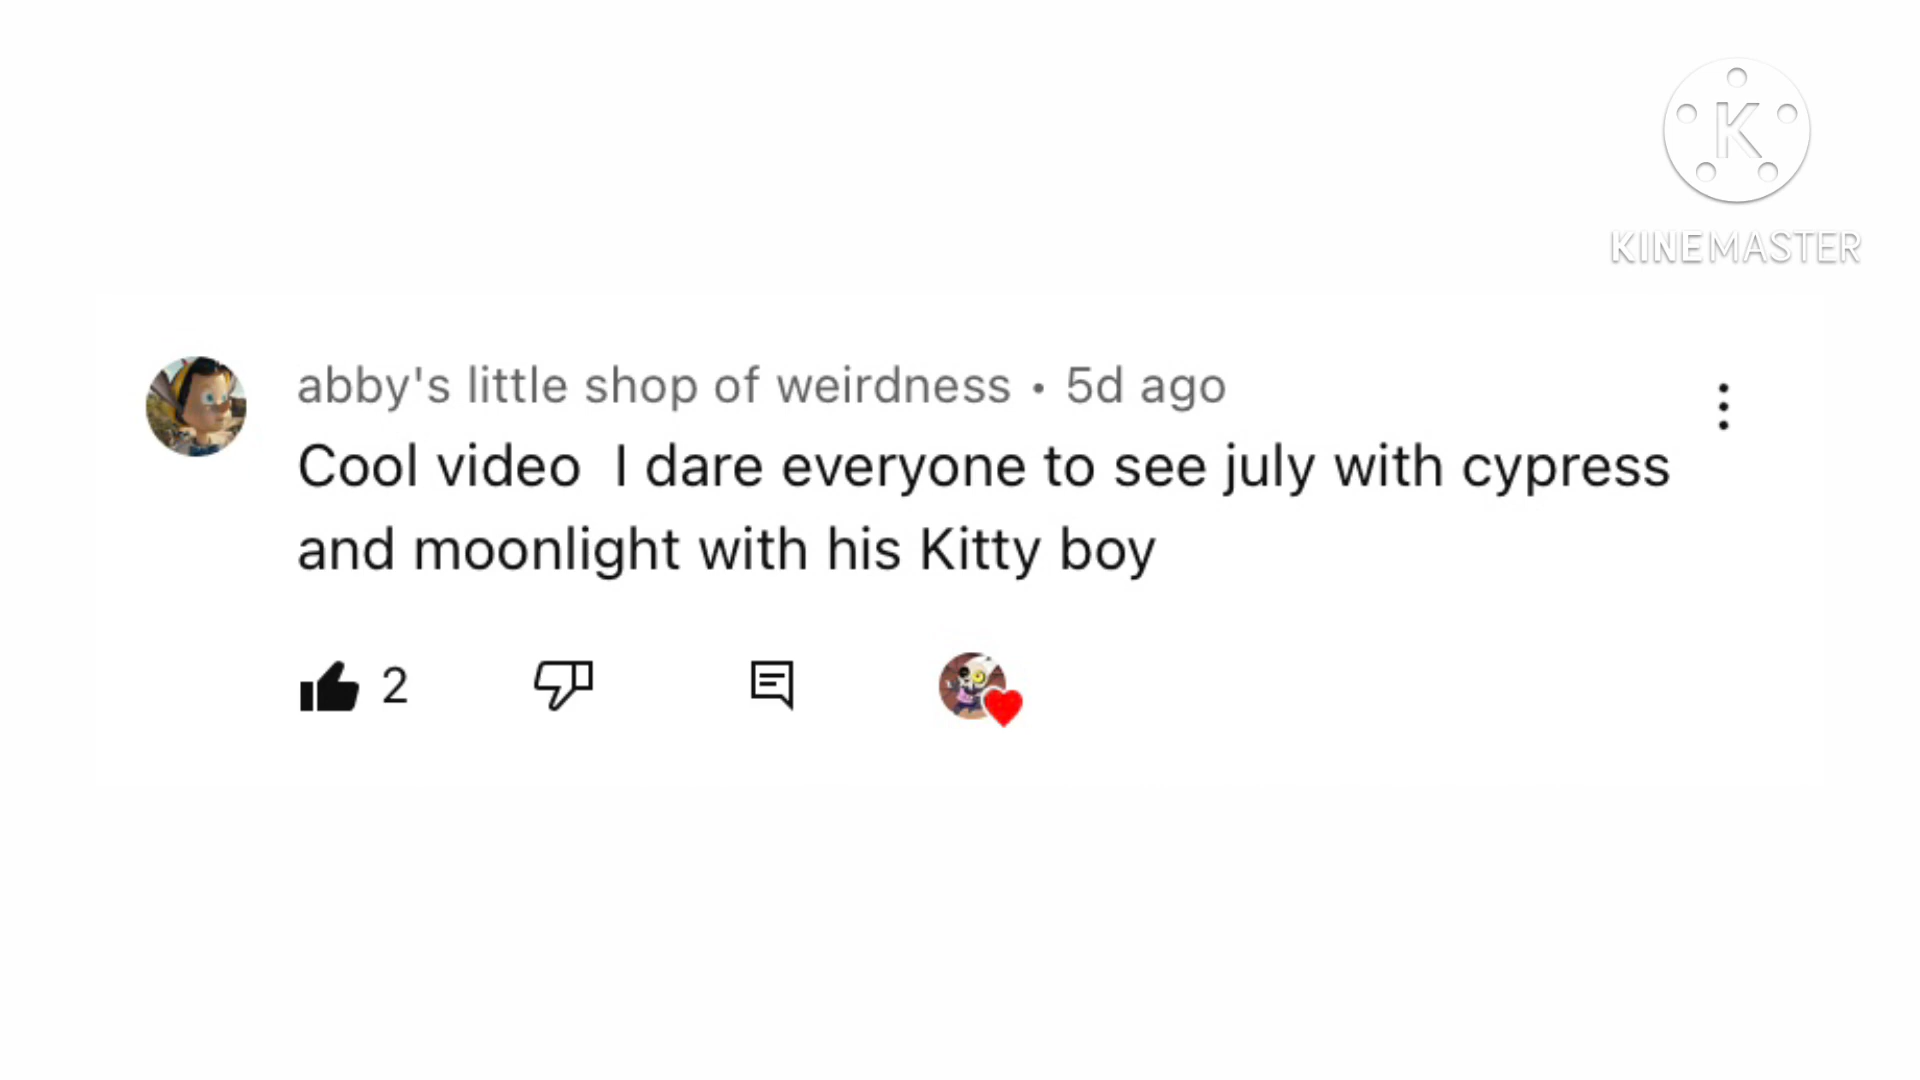 K
KINEMASTER
abby's little shop of weirdness • 5d ago
Cool video  I dare everyone to see july with cypress
and moonlight with his Kitty boy
2